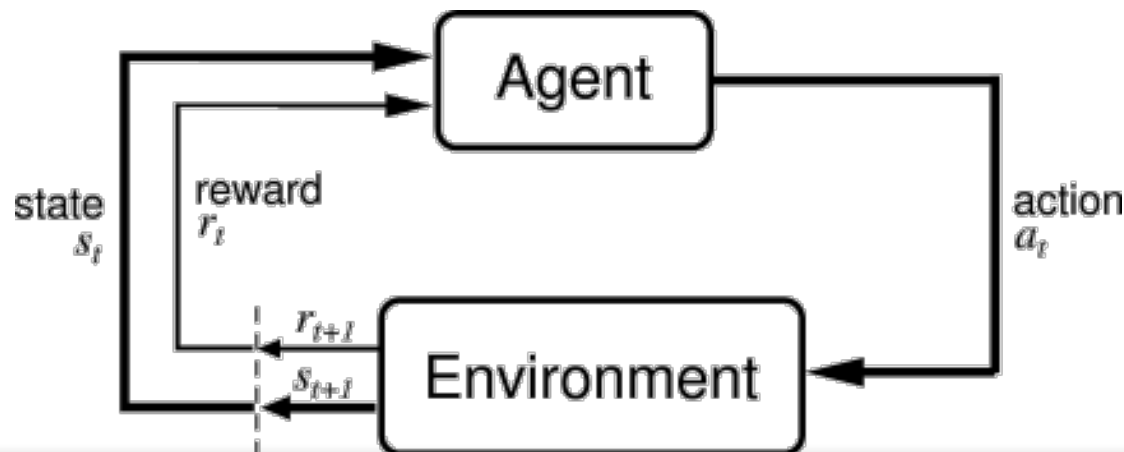 Agent
state
s_t
reward
r_t
action
a_t
r_{t+1}
s_{t+1}
Environment